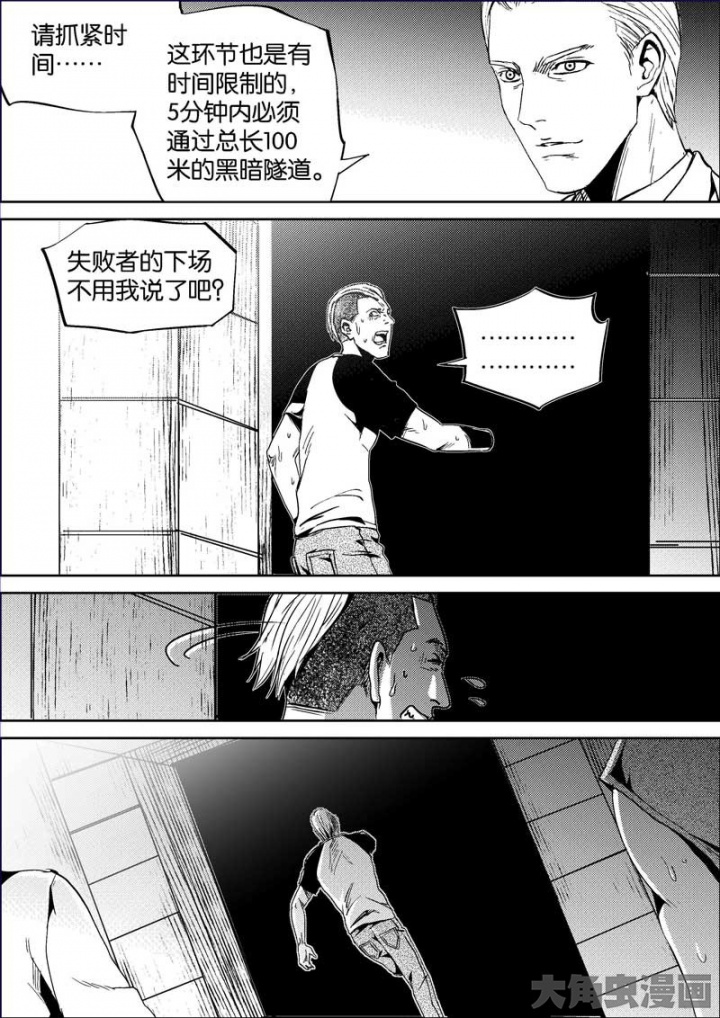 请抓紧时
间……
这环节也是有
时间限制的，
5分钟内必须
通过总长100
米的黑暗隧道。
失败者的下场
不用我说了吧？
…………
…………
大角虫漫画